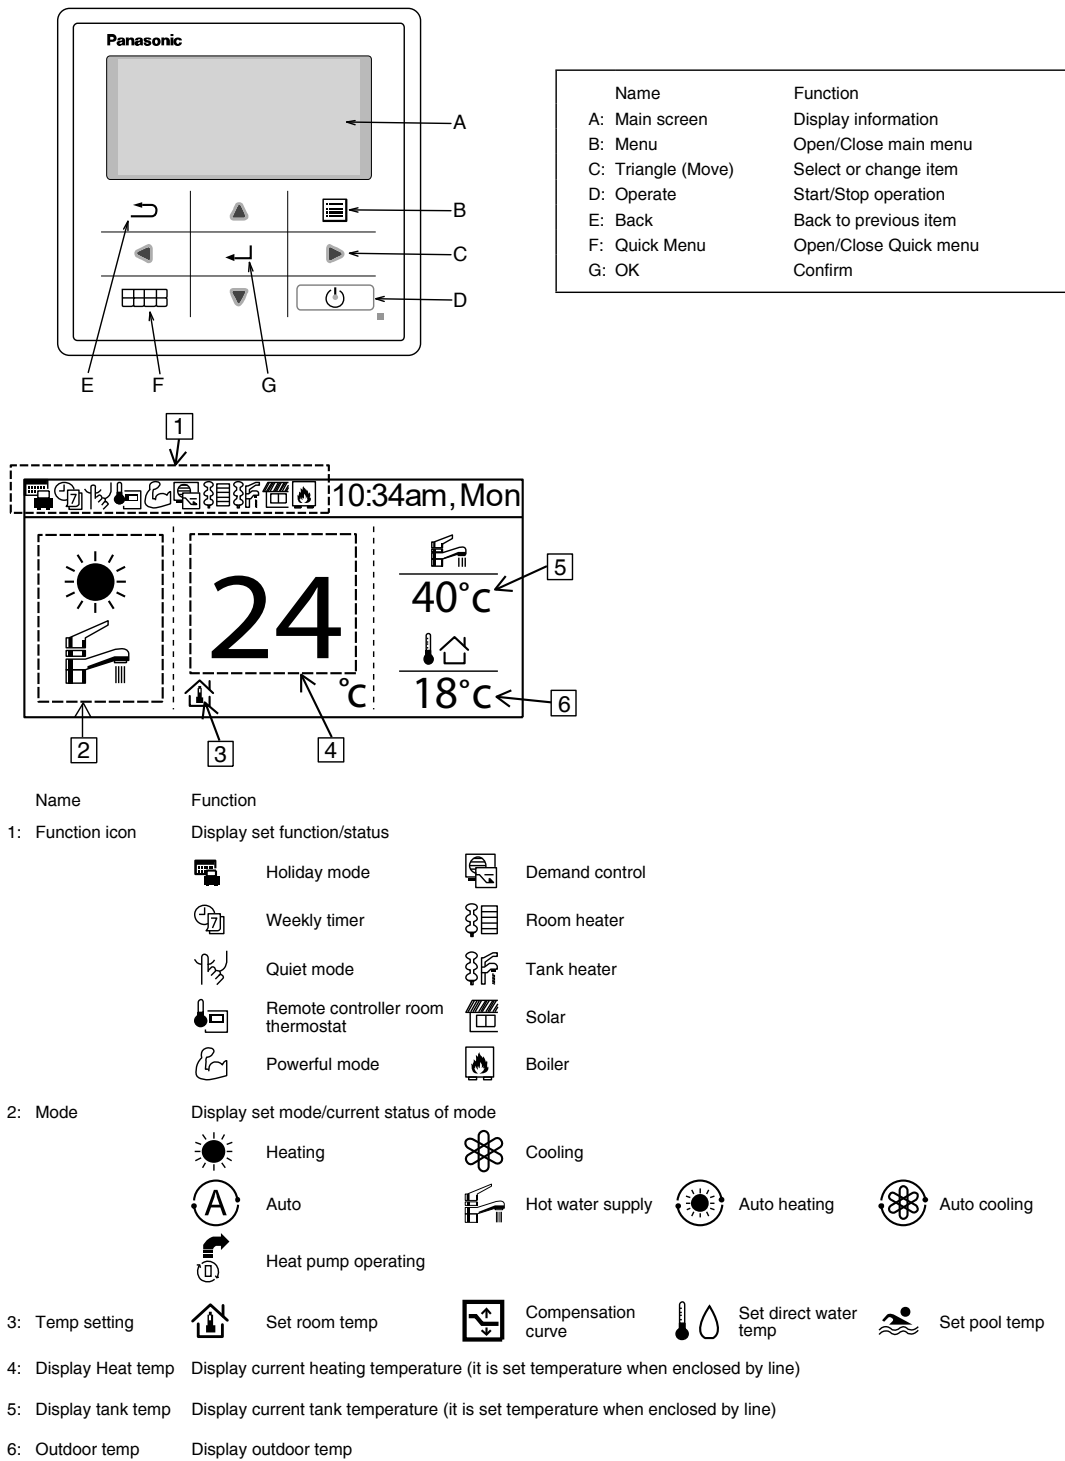 Panasonic
A
B
C
D
E
F
G
Name Function
A: Main screen Display information
B: Menu Open/Close main menu
C: Triangle (Move) Select or change item
D: Operate Start/Stop operation
E: Back Back to previous item
F: Quick Menu Open/Close Quick menu
G: OK Confirm
1
7
10:34am, Mon
24
°c
40°c
18°c
5
6
2
3
4
Name Function
1: Function icon Display set function/status
Holiday mode Demand control
7 Weekly timer Room heater
Quiet mode Tank heater
Remote controller room
thermostat
Solar
Powerful mode Boiler
2: Mode Display set mode/current status of mode
Heating Cooling
A Auto Hot water supply Auto heating Auto cooling
Heat pump operating
3: Temp setting Set room temp
Compensation
curve
Set direct water
temp
Set pool temp
4: Display Heat temp Display current heating temperature (it is set temperature when enclosed by line)
5: Display tank temp Display current tank temperature (it is set temperature when enclosed by line)
6: Outdoor temp Display outdoor temp